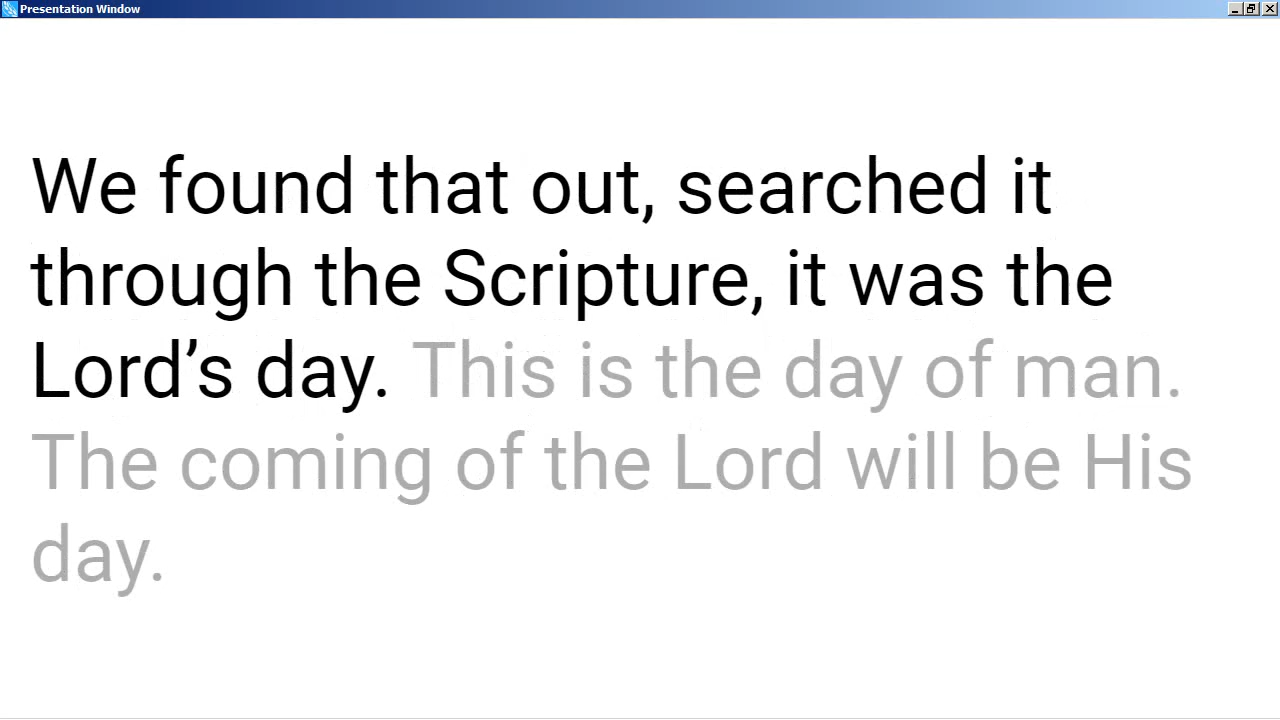 Presentation Window
We found that out, searched it
through the Scripture, it was the
Lord’s day. This is the day of man.
The coming of the Lord will be His
day.